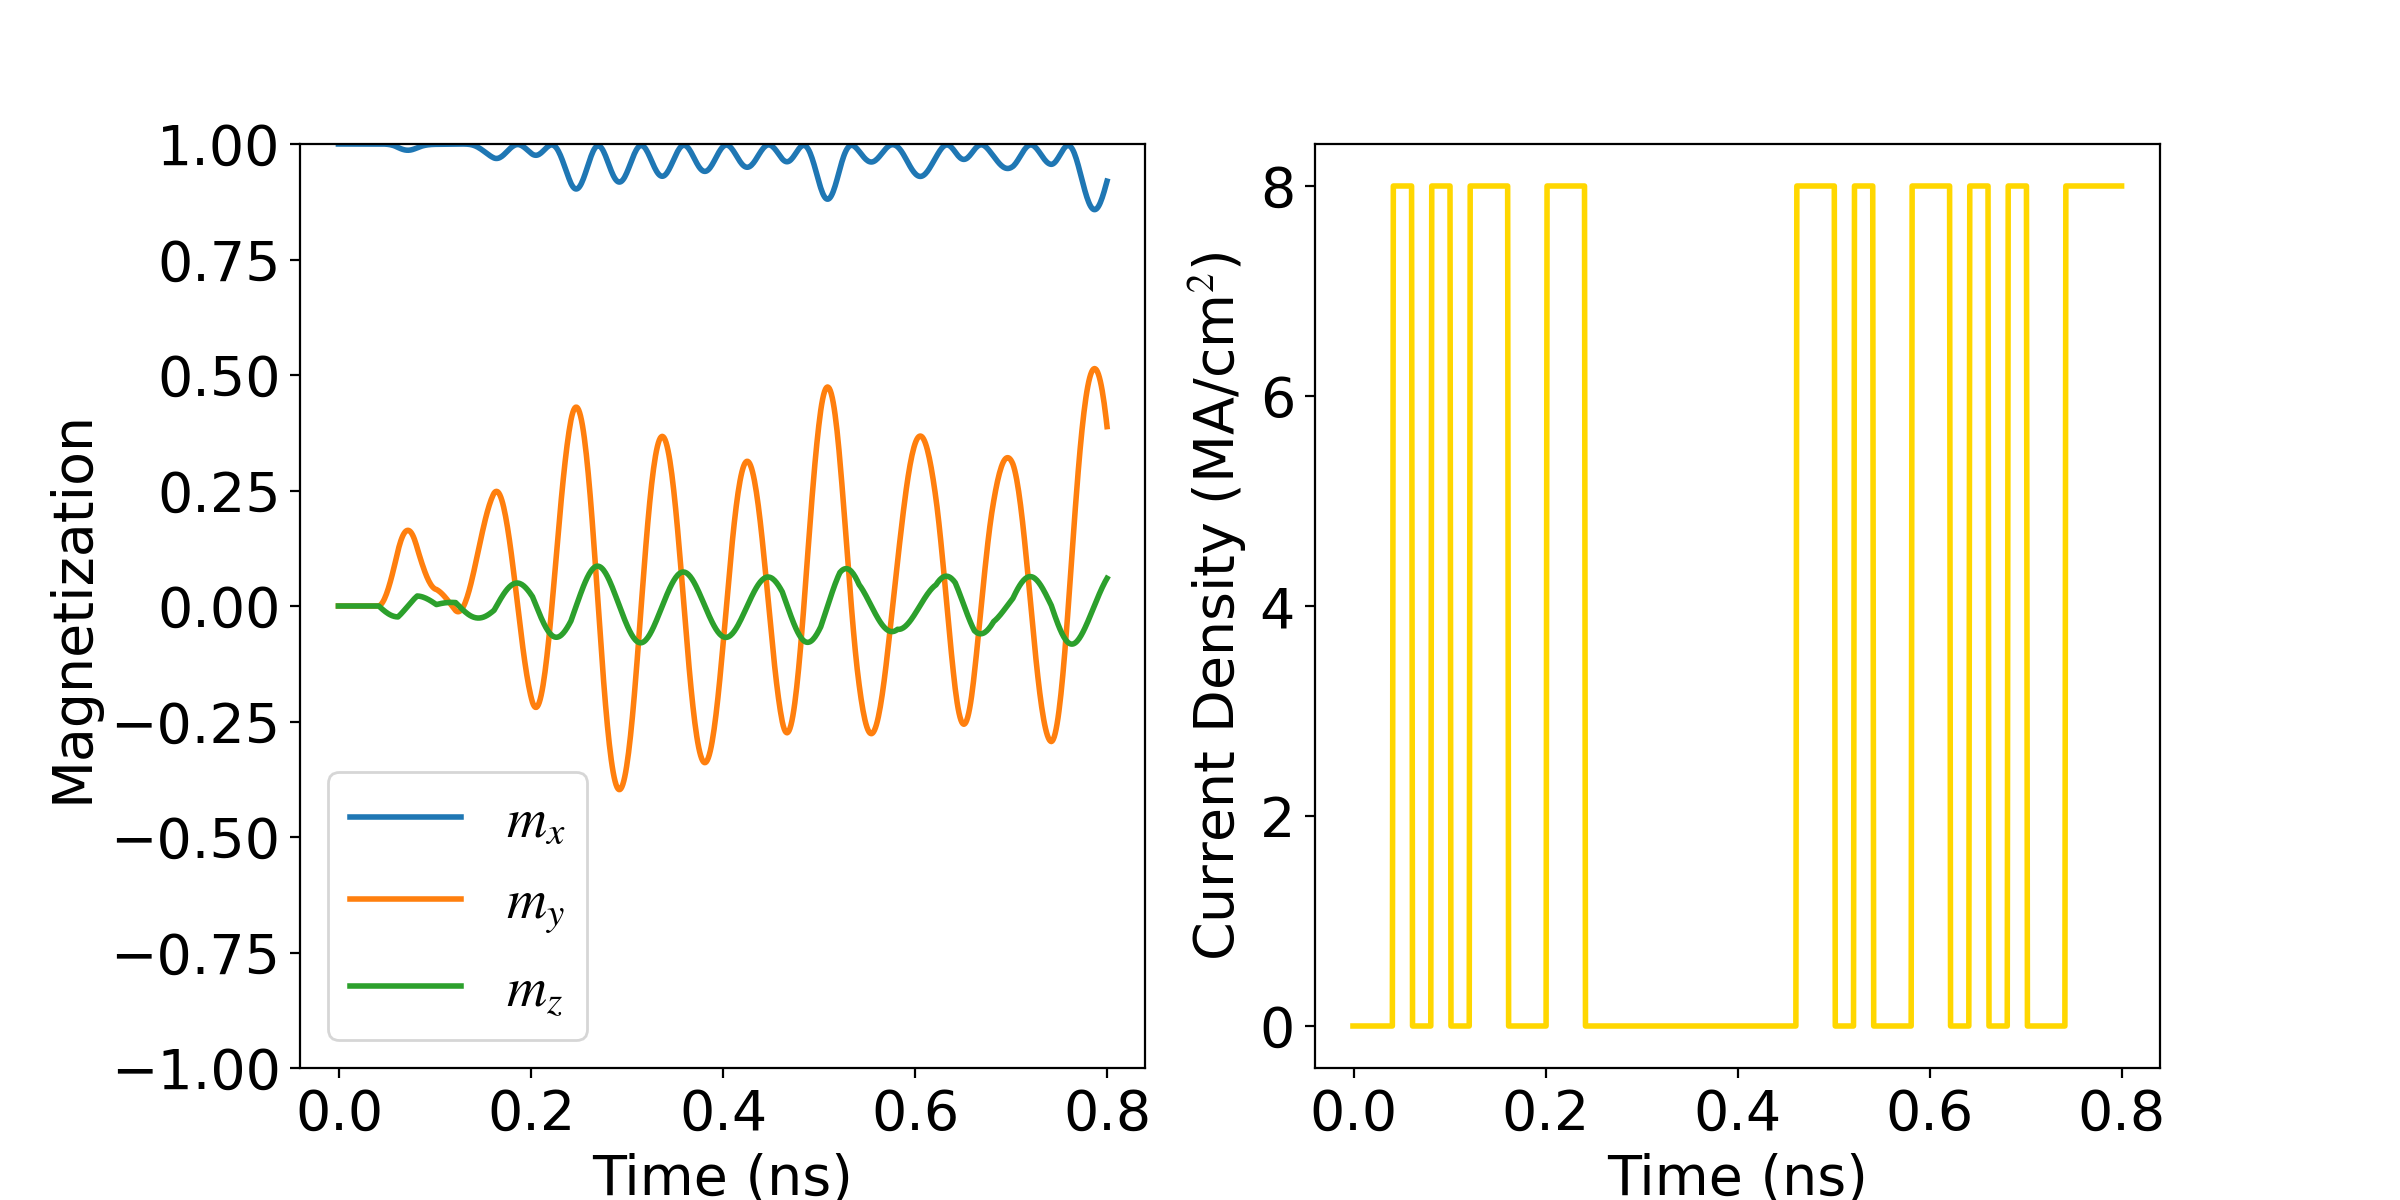 Magnetization
1.00
0.75
0.50
0.25
0.00
−0.25
−0.50
−0.75
−1.00
m_x
m_y
m_z
0.0 0.2 0.4 0.6 0.8
Time (ns)
Current Density (MA/cm²)
8
6
4
2
0
0.0 0.2 0.4 0.6 0.8
Time (ns)